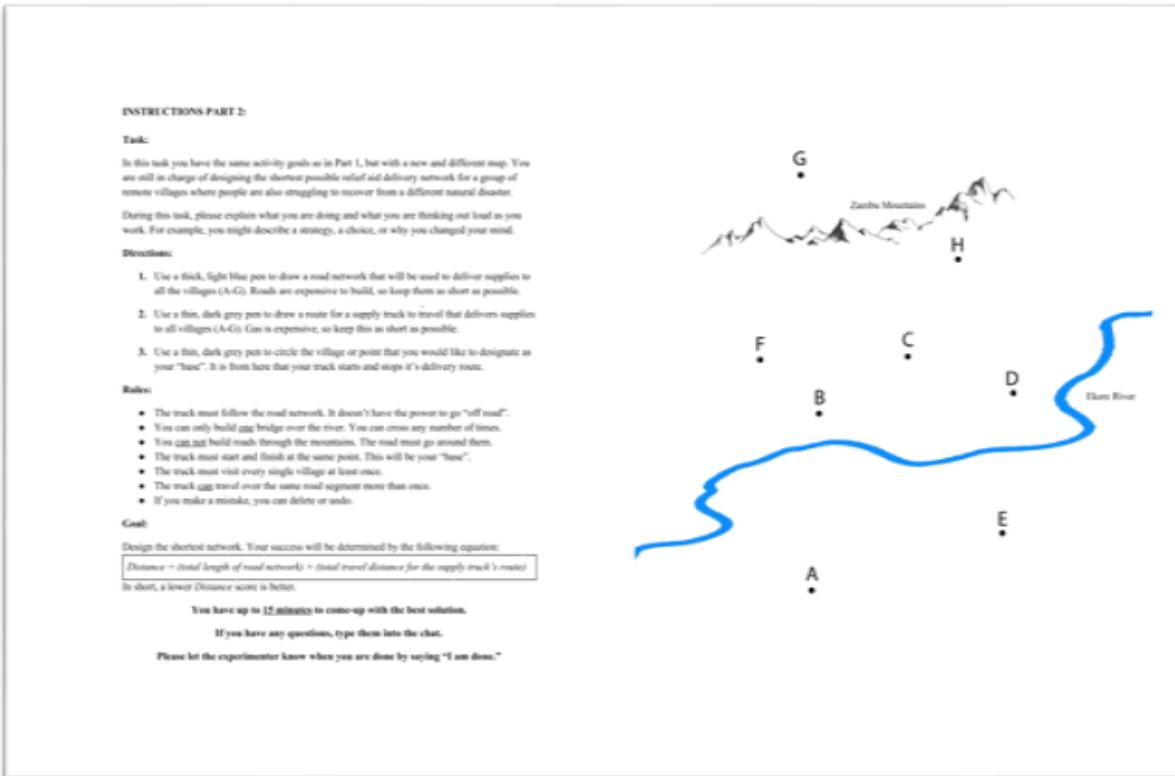 INSTRUCTIONS PART 2:
Task:
In this task you have the same activity goals as in Part 1, but with a new and different map. You
are still in charge of designing the shortest possible relief aid delivery network for a group of
remote villages where people are also struggling to recover from a different natural disaster.
During this task, please explain what you are doing and what you are thinking out loud as you
work. For example, you might describe a strategy, a choice, or why you changed your mind.
Directions:
1. Use a thick, light blue pen to draw a road network that will be used to deliver supplies to
all the villages (A-G). Roads are expensive to build, so keep them as short as possible.
2. Use a thin, dark grey pen to draw a route for a supply truck to travel that delivers supplies
to all villages (A-G). Gas is expensive, so keep this as short as possible.
3. Use a thin, dark grey pen to circle the village or point that you would like to designate as
your "base". It is from here that your truck starts and stops it's delivery route.
Rules:
• The truck must follow the road network. It doesn't have the power to go "off road".
• You can only build one bridge over the river. You can cross any number of times.
• You can not build roads through the mountains. The road must go around them.
• The truck must start and finish at the same point. This will be your "base".
• The truck must visit every single village at least once.
• The truck can travel over the same road segment more than once.
• If you make a mistake, you can delete or undo.
Goal:
Design the shortest network. Your success will be determined by the following equation:
Distance = (total length of road network) + (total travel distance for the supply truck's route)
In short, a lower Distance score is better.
You have up to 15 minutes to come-up with the best solution.
If you have any questions, type them into the chat.
Please let the experimenter know when you are done by saying "I am done."
G
Zambu Mountains
H
F
C
D
B
River
E
A